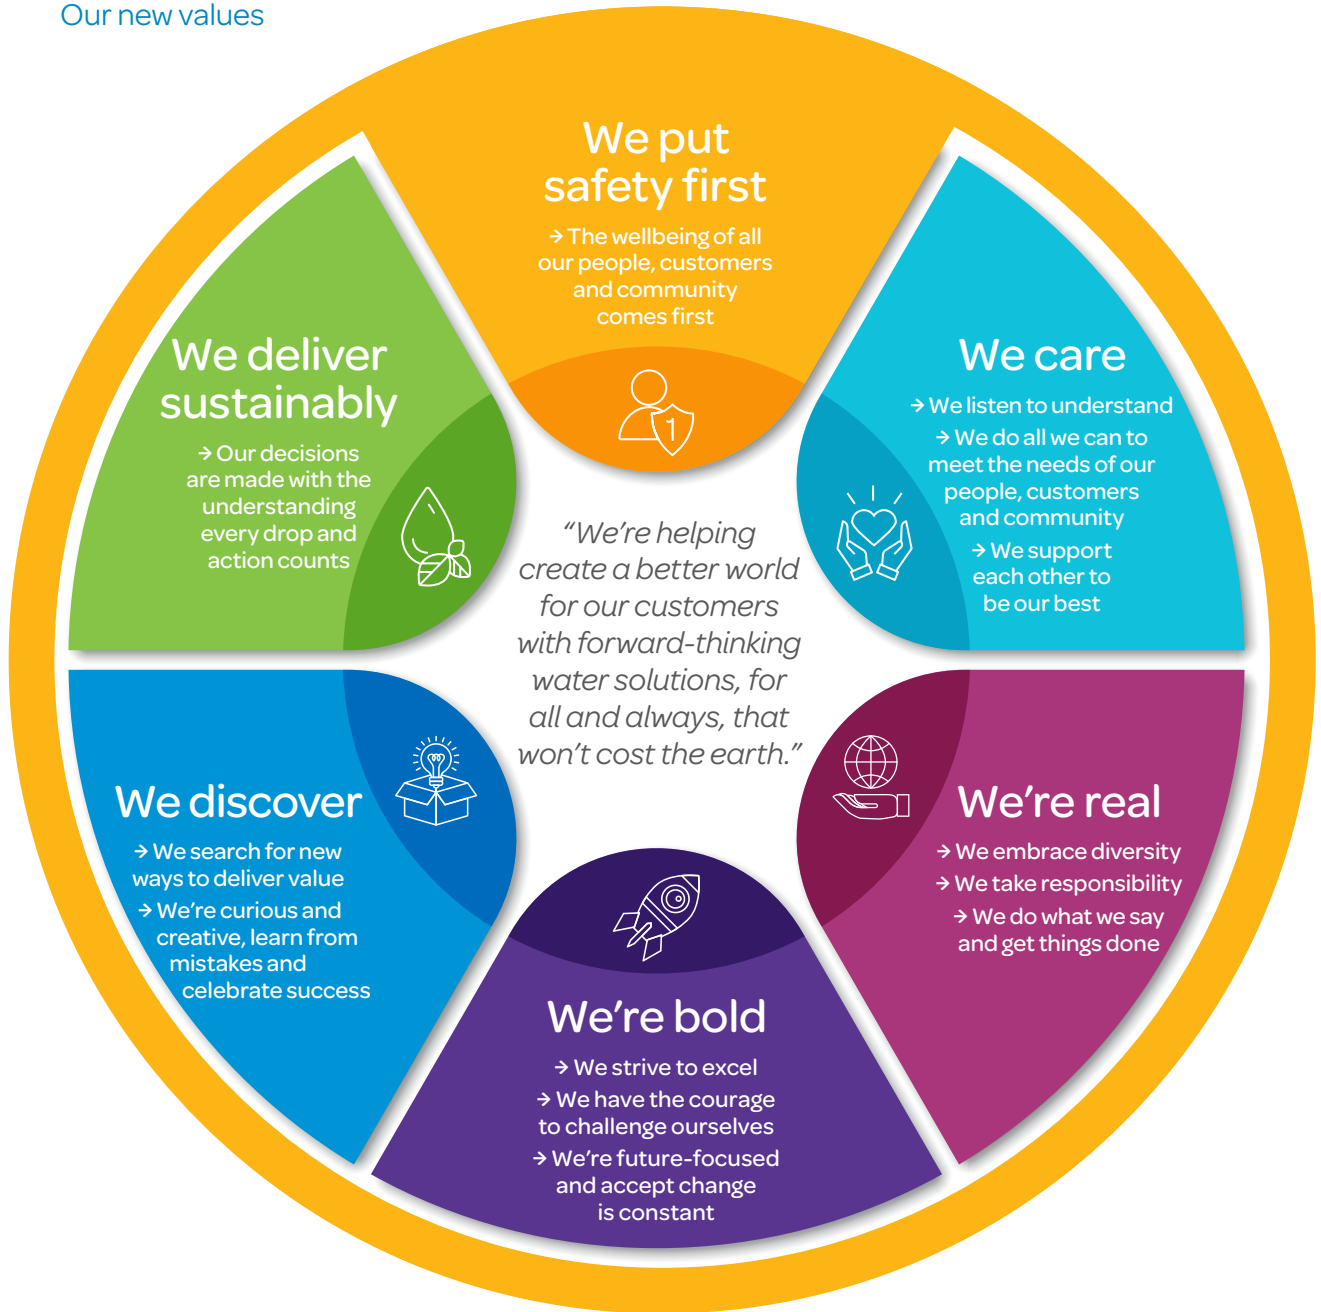 Our new values
We put
safety first
→ The wellbeing of all
our people, customers
and community
comes first
1
We care
→ We listen to understand
→ We do all we can to
meet the needs of our
people, customers
and community
→ We support
each other to
be our best
We're real
→ We embrace diversity
→ We take responsibility
→ We do what we say
and get things done
We're bold
→ We strive to excel
→ We have the courage
to challenge ourselves
→ We're future-focused
and accept change
is constant
We discover
→ We search for new
ways to deliver value
→ We're curious and
creative, learn from
mistakes and
celebrate success
We deliver
sustainably
→ Our decisions
are made with the
understanding
every drop and
action counts
“We're helping
create a better world
for our customers
with forward-thinking
water solutions, for
all and always, that
won't cost the earth.”